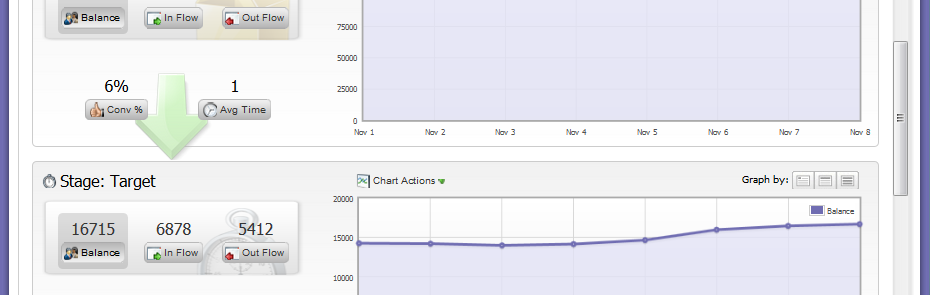 Balance In Flow Out Flow
75000
50000
25000
0
Nov 1 Nov 2 Nov 3 Nov 4 Nov 5 Nov 6 Nov 7 Nov 8
6% 1
Conv % Avg Time
Stage: Target
Chart Actions Graph by:
16715 6878 5412
Balance In Flow Out Flow
20000
15000
10000
Balance